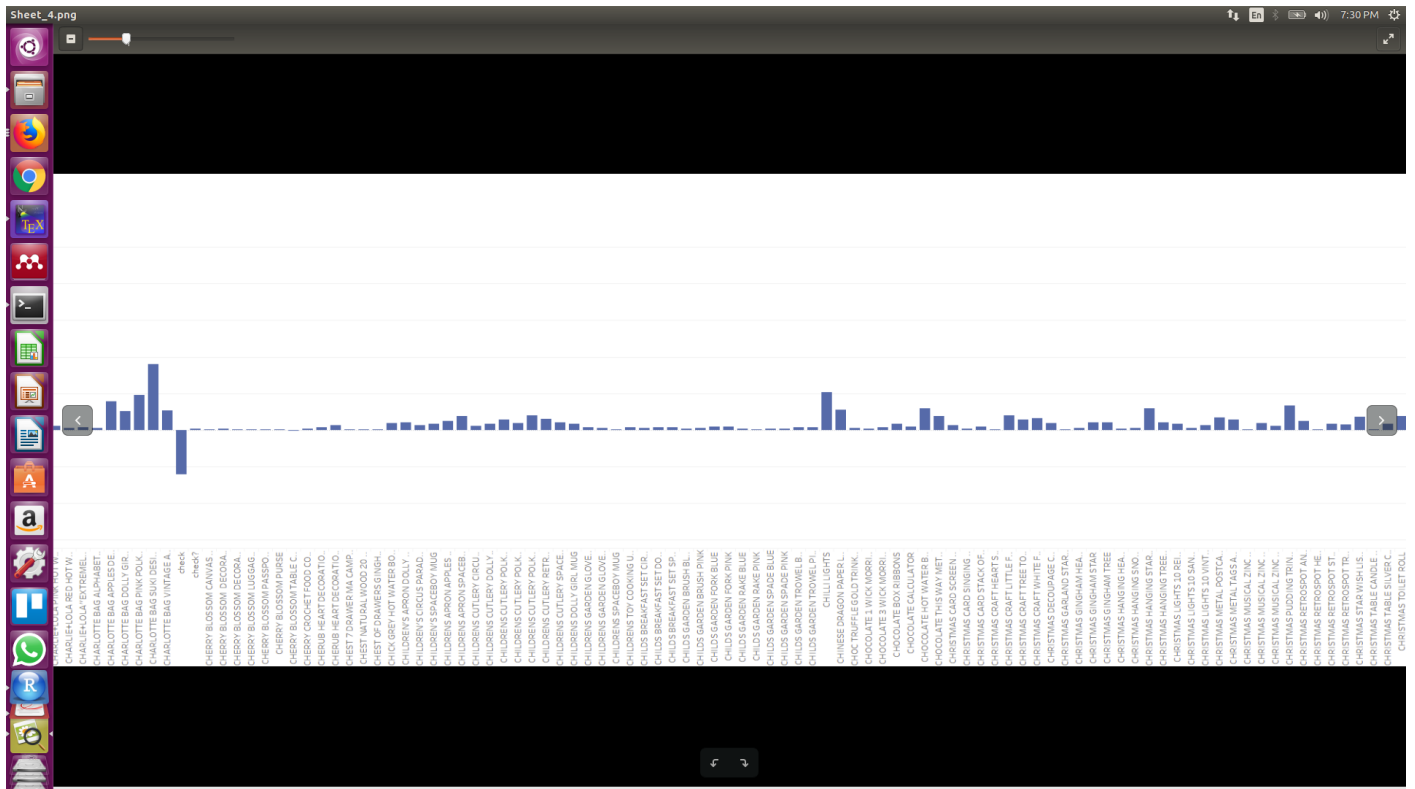 Sheet_4.png
En
7:30 PM
CHARLIE+LOLA RED HOT W...
CHARLIE+LOLA"EXTREMEL...
CHARLOTTE BAG ALPHABET...
CHARLOTTE BAG APPLES DE...
CHARLOTTE BAG DOLLY GIR...
CHARLOTTE BAG PINK POLK...
CHARLOTTE BAG SUKI DESI...
CHARLOTTE BAG VINTAGE A...
check
check?
CHERRY BLOSSOM CANVAS...
CHERRY BLOSSOM DECORA...
CHERRY BLOSSOM DECORA...
CHERRY BLOSSOM LUGGAG...
CHERRY BLOSSOM PASSPO...
CHERRY BLOSSOM PURSE
CHERRY BLOSSOM TABLE C...
CHERRY CROCHET FOOD CO...
CHERUB HEART DECORATIO...
CHERUB HEART DECORATIO...
CHEST 7 DRAWER MA CAMP...
CHEST NATURAL WOOD 20...
CHEST OF DRAWERS GINGH...
CHICK GREY HOT WATER BO...
CHILDREN'S APRON DOLLY...
CHILDREN'S CIRCUS PARAD...
CHILDREN'S SPACEBOY MUG
CHILDRENS APRON APPLES...
CHILDRENS APRON SPACEB...
CHILDRENS CUTLERY CIRCU...
CHILDRENS CUTLERY DOLLY...
CHILDRENS CUTLERY POLK...
CHILDRENS CUTLERY POLK...
CHILDRENS CUTLERY POLK...
CHILDRENS CUTLERY RETR...
CHILDRENS CUTLERY SPACE...
CHILDRENS DOLLY GIRL MUG
CHILDRENS GARDEN GLOVE...
CHILDRENS GARDEN GLOVE...
CHILDRENS SPACEBOY MUG
CHILDRENS TOY COOKING U...
CHILDS BREAKFAST SET CIR...
CHILDS BREAKFAST SET DO...
CHILDS BREAKFAST SET SP...
CHILDS GARDEN BRUSH BL...
CHILDS GARDEN BRUSH PINK
CHILDS GARDEN FORK BLUE
CHILDS GARDEN FORK PINK
CHILDS GARDEN RAKE BLUE
CHILDS GARDEN RAKE PINK
CHILDS GARDEN SPADE BLUE
CHILDS GARDEN SPADE PINK
CHILDS GARDEN TROWEL B...
CHILDS GARDEN TROWEL PI...
CHILLI LIGHTS
CHINESE DRAGON PAPER L...
CHOC TRUFFLE GOLD TRINK...
CHOCOLATE 1 WICK MORRI...
CHOCOLATE 3 WICK MORRI...
CHOCOLATE BOX RIBBONS
CHOCOLATE CALCULATOR
CHOCOLATE HOT WATER B...
CHOCOLATE THIS WAY MET...
CHRISTMAS CARD SCREEN...
CHRISTMAS CARD SINGING...
CHRISTMAS CARD STACK OF...
CHRISTMAS CRAFT HEART S...
CHRISTMAS CRAFT LITTLE F...
CHRISTMAS CRAFT TREE TO...
CHRISTMAS CRAFT WHITE F...
CHRISTMAS DECOUPAGE C...
CHRISTMAS GARLAND STAR...
CHRISTMAS GINGHAM HEA...
CHRISTMAS GINGHAM STAR
CHRISTMAS GINGHAM TREE
CHRISTMAS HANGING HEA...
CHRISTMAS HANGING SNO...
CHRISTMAS HANGING STAR...
CHRISTMAS HANGING TREE...
CHRISTMAS LIGHTS 10 REI...
CHRISTMAS LIGHTS 10 SAN...
CHRISTMAS LIGHTS 10 VINT...
CHRISTMAS METAL POSTCA...
CHRISTMAS METAL TAGS A...
CHRISTMAS MUSICAL ZINC...
CHRISTMAS MUSICAL ZINC...
CHRISTMAS MUSICAL ZINC...
CHRISTMAS PUDDING TRIN...
CHRISTMAS RETROSPOT AN...
CHRISTMAS RETROSPOT HE...
CHRISTMAS RETROSPOT ST...
CHRISTMAS RETROSPOT TR...
CHRISTMAS STAR WISH LIS...
CHRISTMAS TABLE CANDLE...
CHRISTMAS TABLE SILVER C...
CHRISTMAS TOILET ROLL